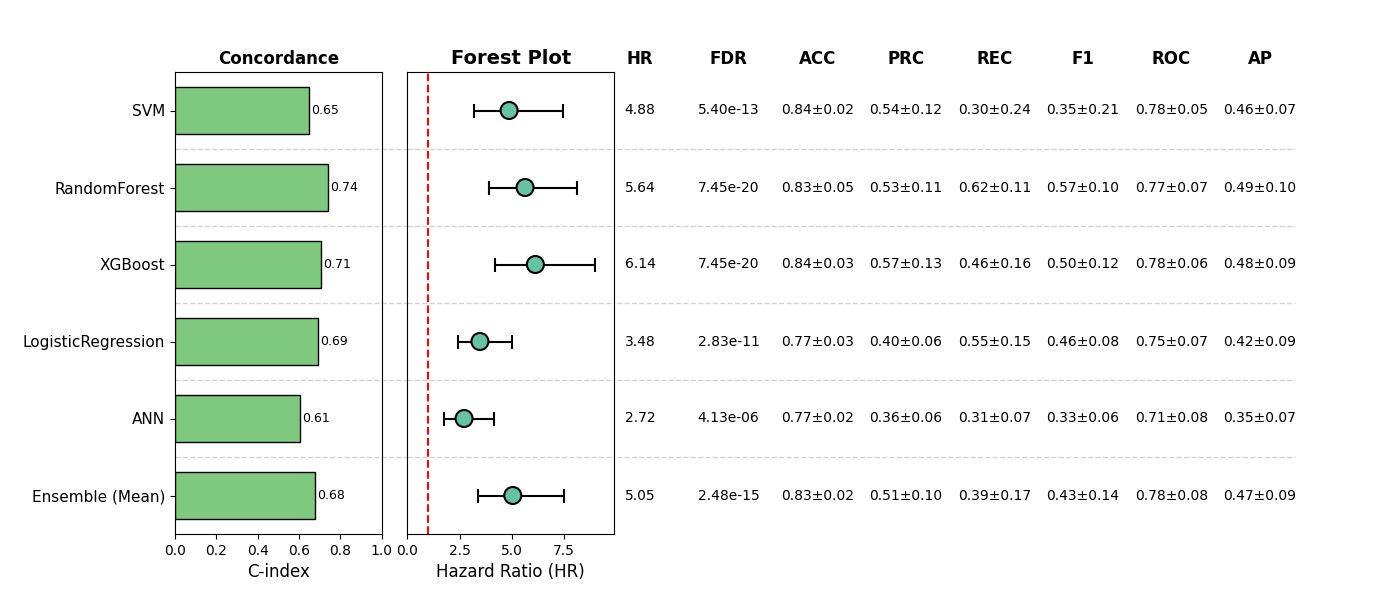 Concordance Forest Plot HR FDR ACC PRC REC F1 ROC AP
SVM 0.65 4.88 5.40e-13 0.84±0.02 0.54±0.12 0.30±0.24 0.35±0.21 0.78±0.05 0.46±0.07
RandomForest 0.74 5.64 7.45e-20 0.83±0.05 0.53±0.11 0.62±0.11 0.57±0.10 0.77±0.07 0.49±0.10
XGBoost 0.71 6.14 7.45e-20 0.84±0.03 0.57±0.13 0.46±0.16 0.50±0.12 0.78±0.06 0.48±0.09
LogisticRegression 0.69 3.48 2.83e-11 0.77±0.03 0.40±0.06 0.55±0.15 0.46±0.08 0.75±0.07 0.42±0.09
ANN 0.61 2.72 4.13e-06 0.77±0.02 0.36±0.06 0.31±0.07 0.33±0.06 0.71±0.08 0.35±0.07
Ensemble (Mean) 0.68 5.05 2.48e-15 0.83±0.02 0.51±0.10 0.39±0.17 0.43±0.14 0.78±0.08 0.47±0.09
0.0 0.2 0.4 0.6 0.8 1.0 0.0 2.5 5.0 7.5
C-index Hazard Ratio (HR)